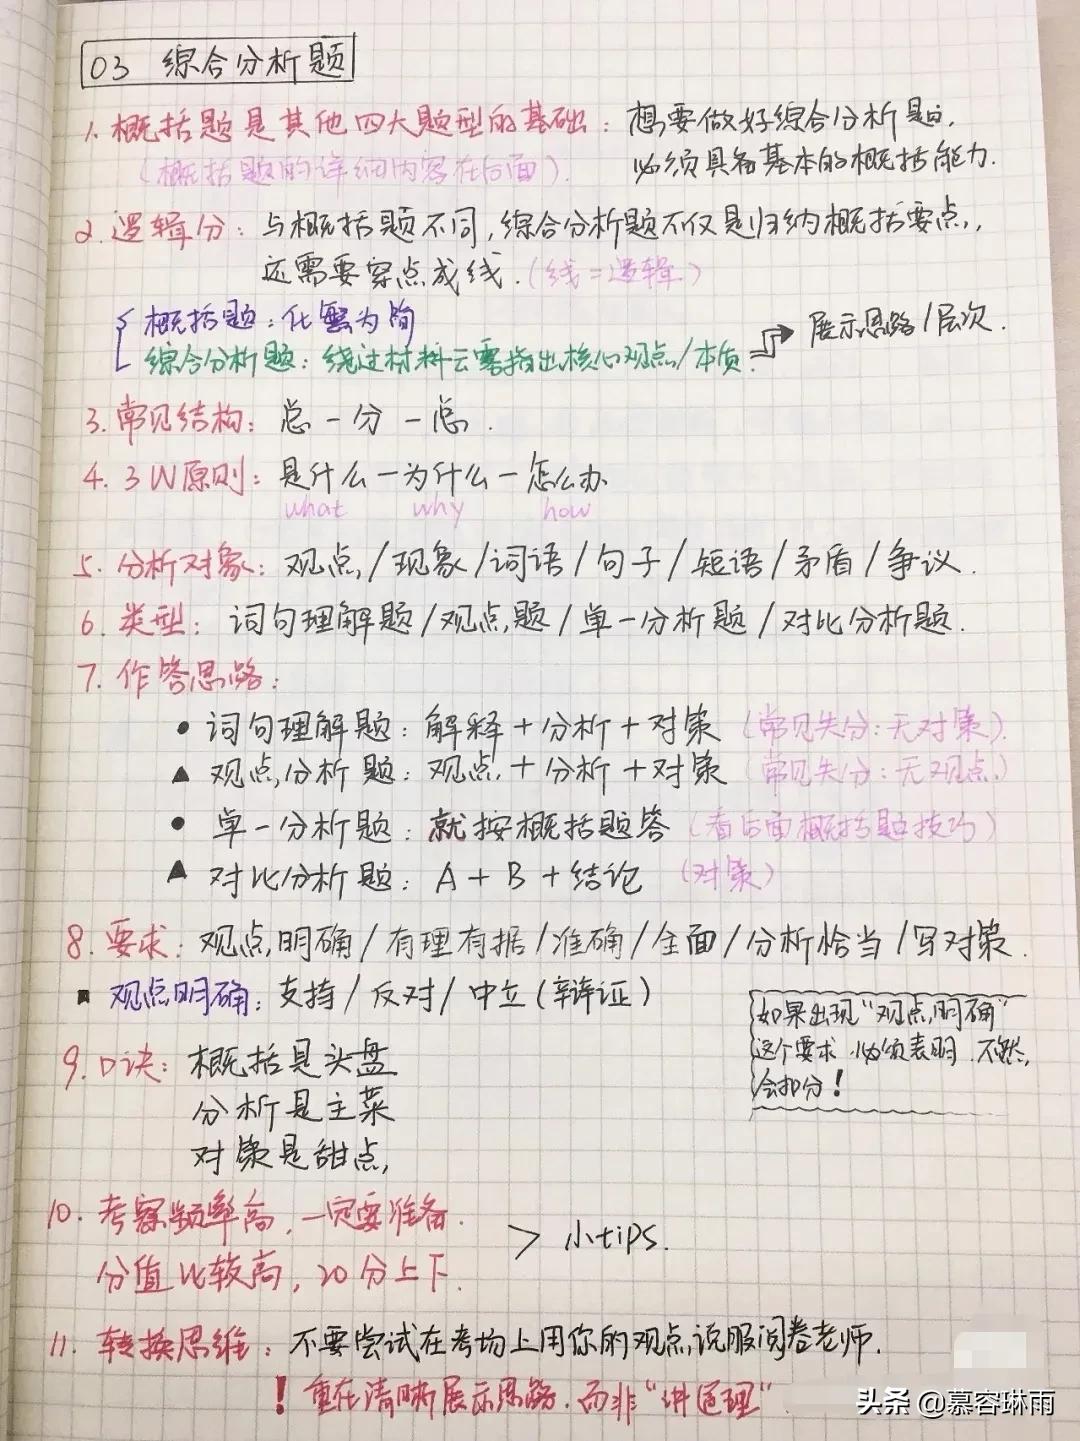 03 综合分析题
1. 概括题是其他四大题型的基础：想要做好综合分析题，
（概括题的详细内容在后面）. 必须具备基本的概括能力.
2. 逻辑分：与概括题不同，综合分析题不仅是归纳概括要点，
还需要穿点成线.（线=逻辑.）
概括题：化繁为简
展示思路/层次.
综合分析题：绕过材料云雾指出核心观点/本质.
3. 常见结构：总-分-总.
4. 3W原则：是什么-为什么-怎么办
what why how
5. 分析对象：观点/现象/词语/句子/短语/矛盾/争议.
6. 类型：词句理解题/观点题/单一分析题/对比分析题.
7. 作答思路：
• 词句理解题：解释+分析+对策（常见失分：无对策）.
▲ 观点分析题：观点+分析+对策（常见失分：无观点）
• 单一分析题：就按概括题答（看后面概括题技巧）
▲ 对比分析题：A+B+结论（对策）
8. 要求：观点明确/有理有据/准确/全面/分析恰当/写对策.
▪ 观点明确：支持/反对/中立（辩证）
如果出现“观点明确”
这个要求，必须表明，不然，
会扣分！
9. 口诀：概括是头盘
分析是主菜
对策是甜点，
10. 考察频率高，一定要准备.
分值比较高，20分上下.
> 小tips.
11. 转换思维：不要尝试在考场上用你的观点说服阅卷老师.
！重在清晰展示思路，而非“讲道理”
头条 @慕容琳雨